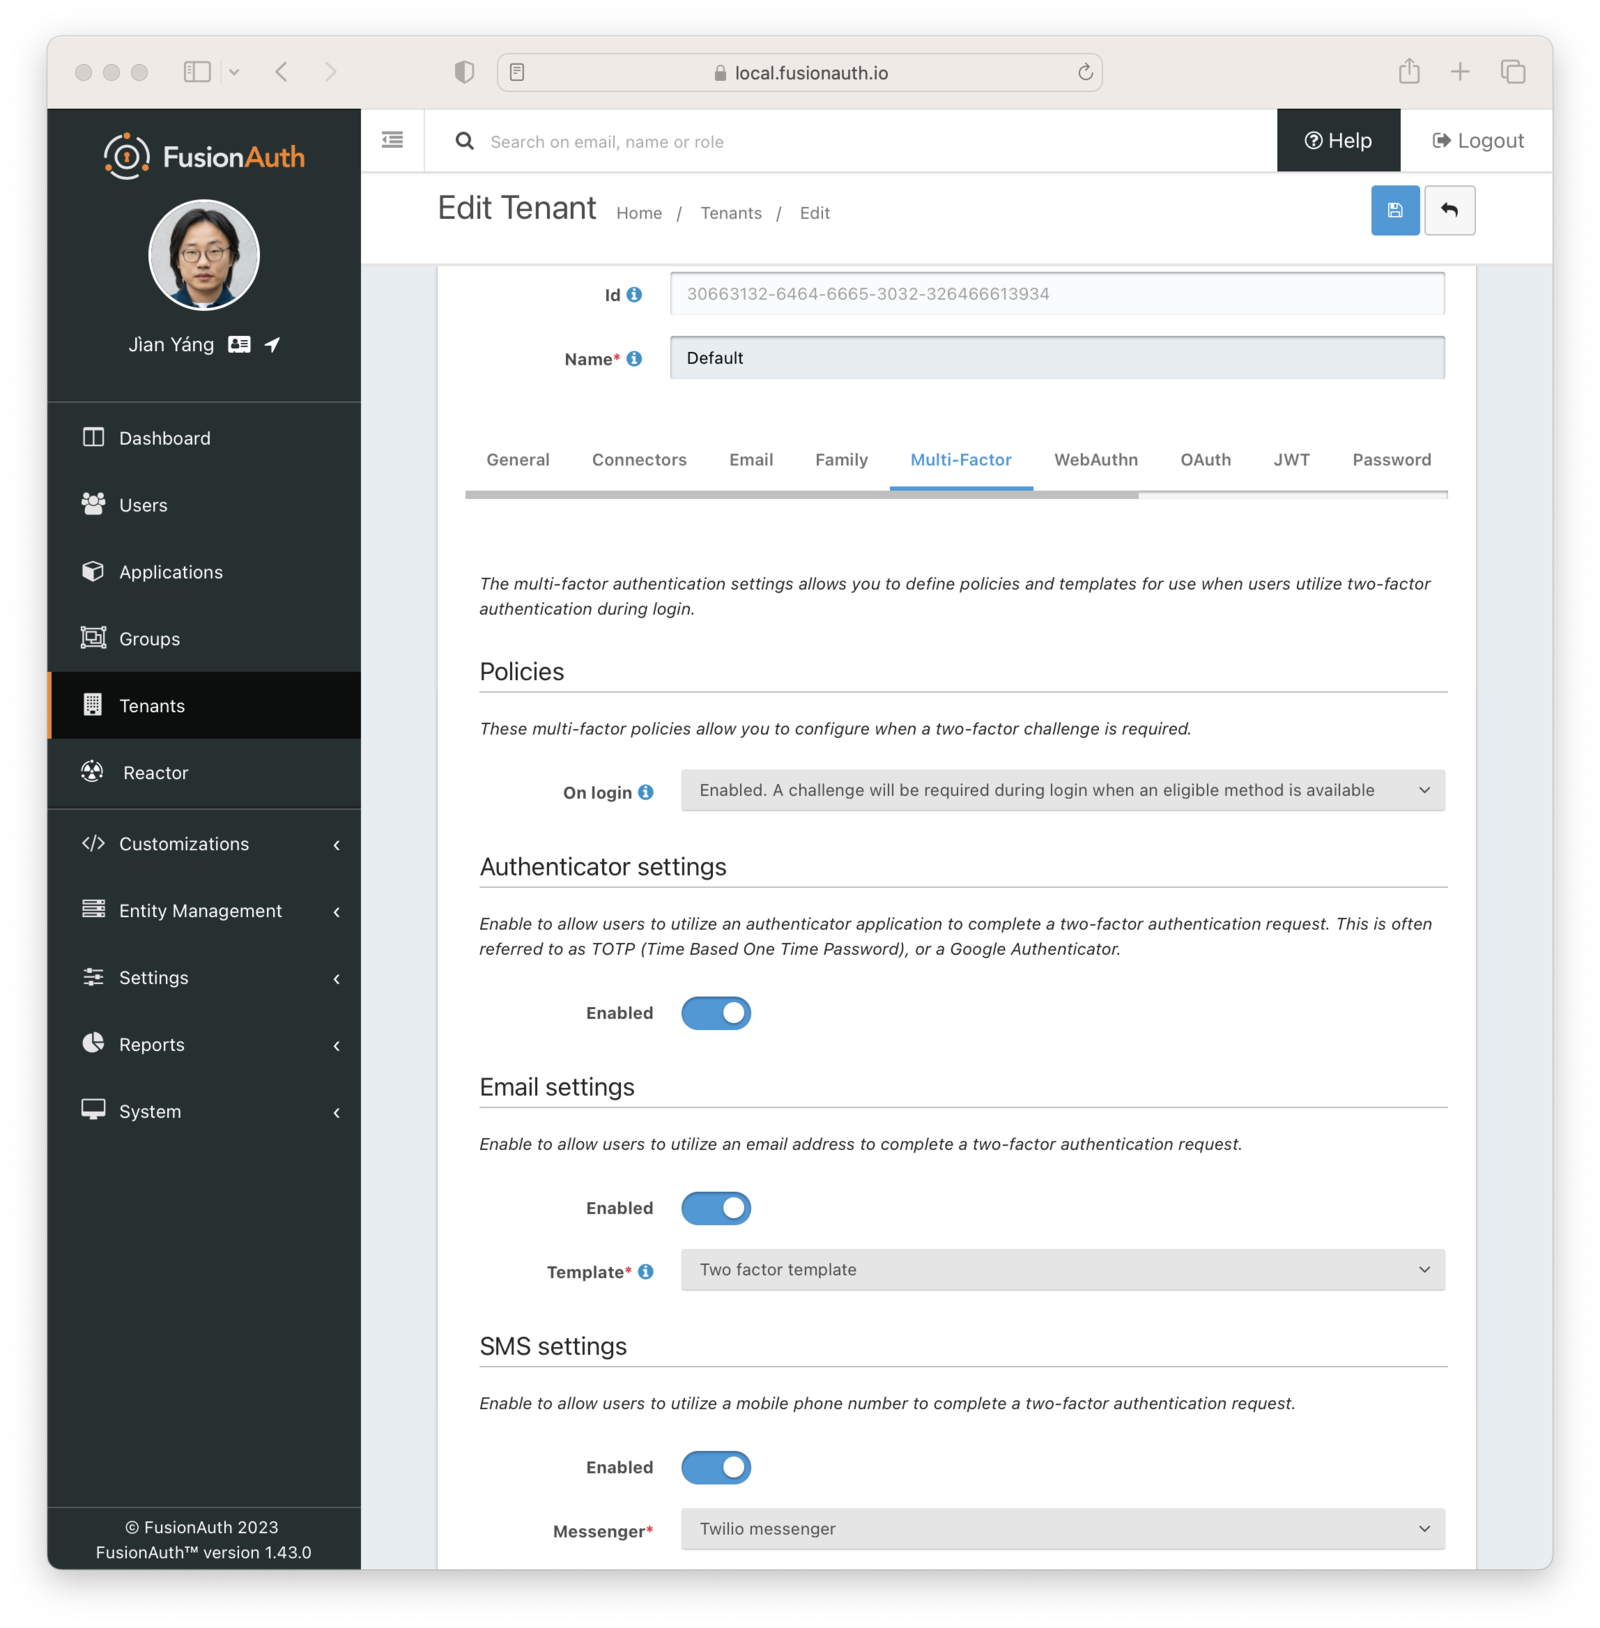 local.fusionauth.io
FusionAuth
Search on email, name or role
Help
Logout
Jìan Yáng
Edit Tenant
Home / Tenants / Edit
Id
30663132-6464-6665-3032-326466613934
Name*
Default
Dashboard
Users
Applications
Groups
Tenants
Reactor
Customizations
Entity Management
Settings
Reports
System
General Connectors Email Family Multi-Factor WebAuthn OAuth JWT Password
The multi-factor authentication settings allows you to define policies and templates for use when users utilize two-factor
authentication during login.
Policies
These multi-factor policies allow you to configure when a two-factor challenge is required.
On login
Enabled. A challenge will be required during login when an eligible method is available
Authenticator settings
Enable to allow users to utilize an authenticator application to complete a two-factor authentication request. This is often
referred to as TOTP (Time Based One Time Password), or a Google Authenticator.
Enabled
Email settings
Enable to allow users to utilize an email address to complete a two-factor authentication request.
Enabled
Template*
Two factor template
SMS settings
Enable to allow users to utilize a mobile phone number to complete a two-factor authentication request.
Enabled
Messenger*
Twilio messenger
© FusionAuth 2023
FusionAuth™ version 1.43.0